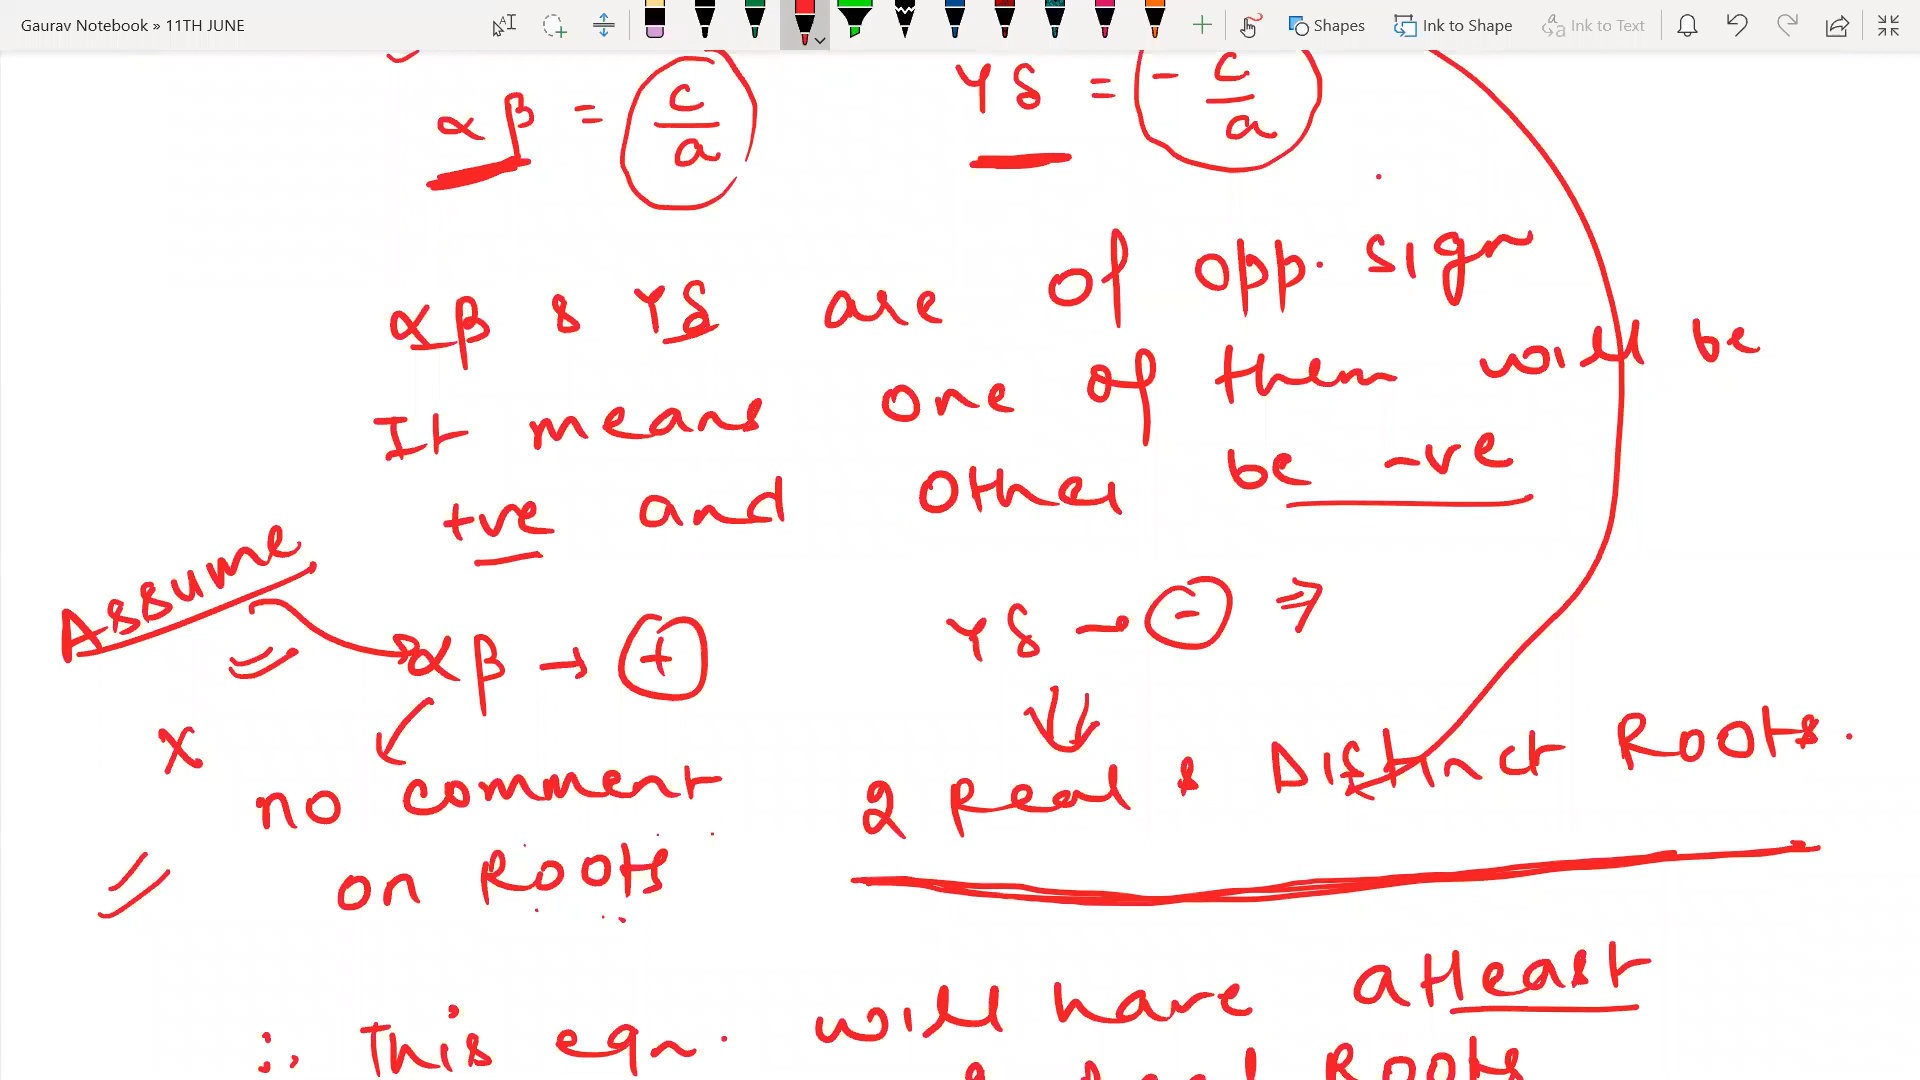 Gaurav Notebook » 11TH JUNE
Shapes
Ink to Shape
Ink to Text
αβ = c/a
γδ = -c/a
αβ & γδ are of opp. sign
It means one of them will be
+ve and other be -ve
Assume
αβ → +
γδ → - ⇒
x
no comment
on Roots
2 Real & Distinct Roots.
∴ This eqn. will have atleast
Real Roots